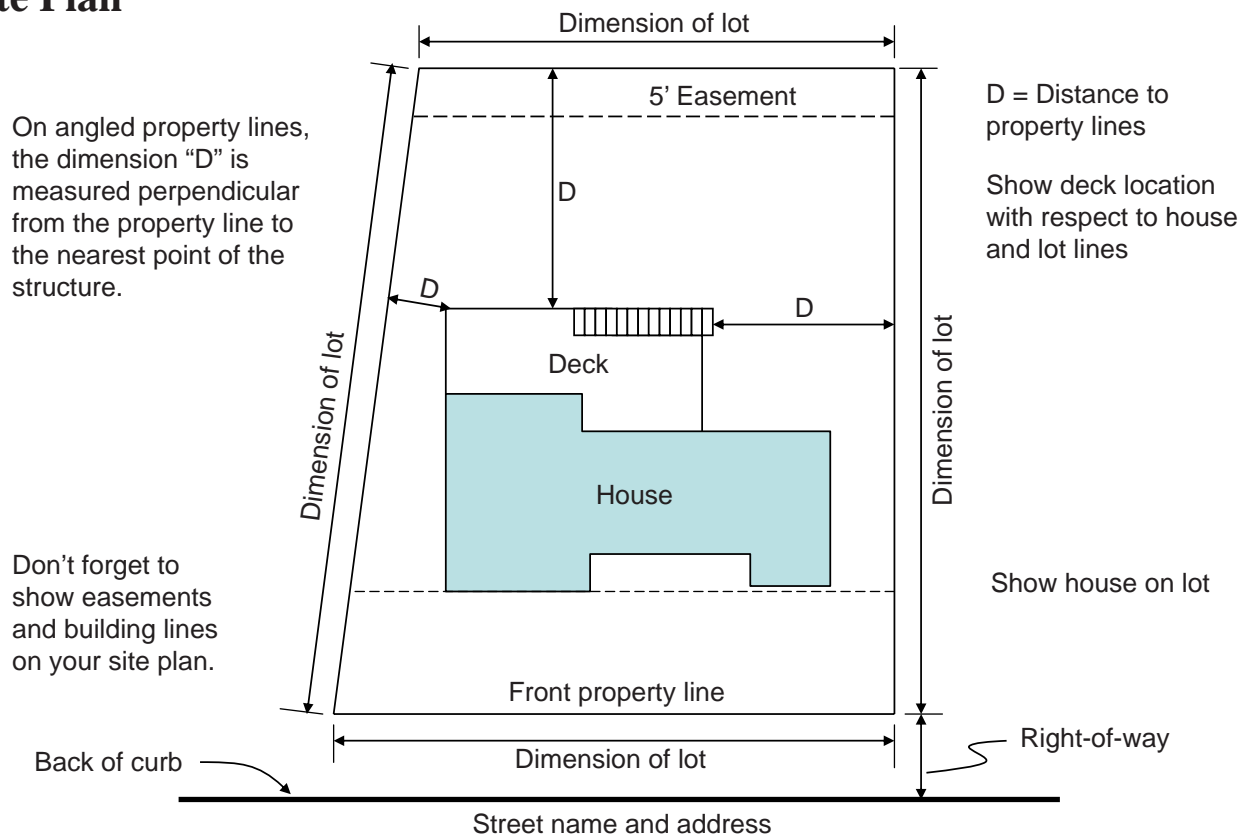 te Plan
Dimension of lot
5’ Easement
D = Distance to
property lines
On angled property lines,
the dimension “D” is
measured perpendicular
from the property line to
the nearest point of the
structure.
D
Show deck location
with respect to house
and lot lines
D
D
Deck
Dimension of lot
Dimension of lot
House
Don’t forget to
show easements
and building lines
on your site plan.
Show house on lot
Front property line
Right-of-way
Dimension of lot
Back of curb
Street name and address